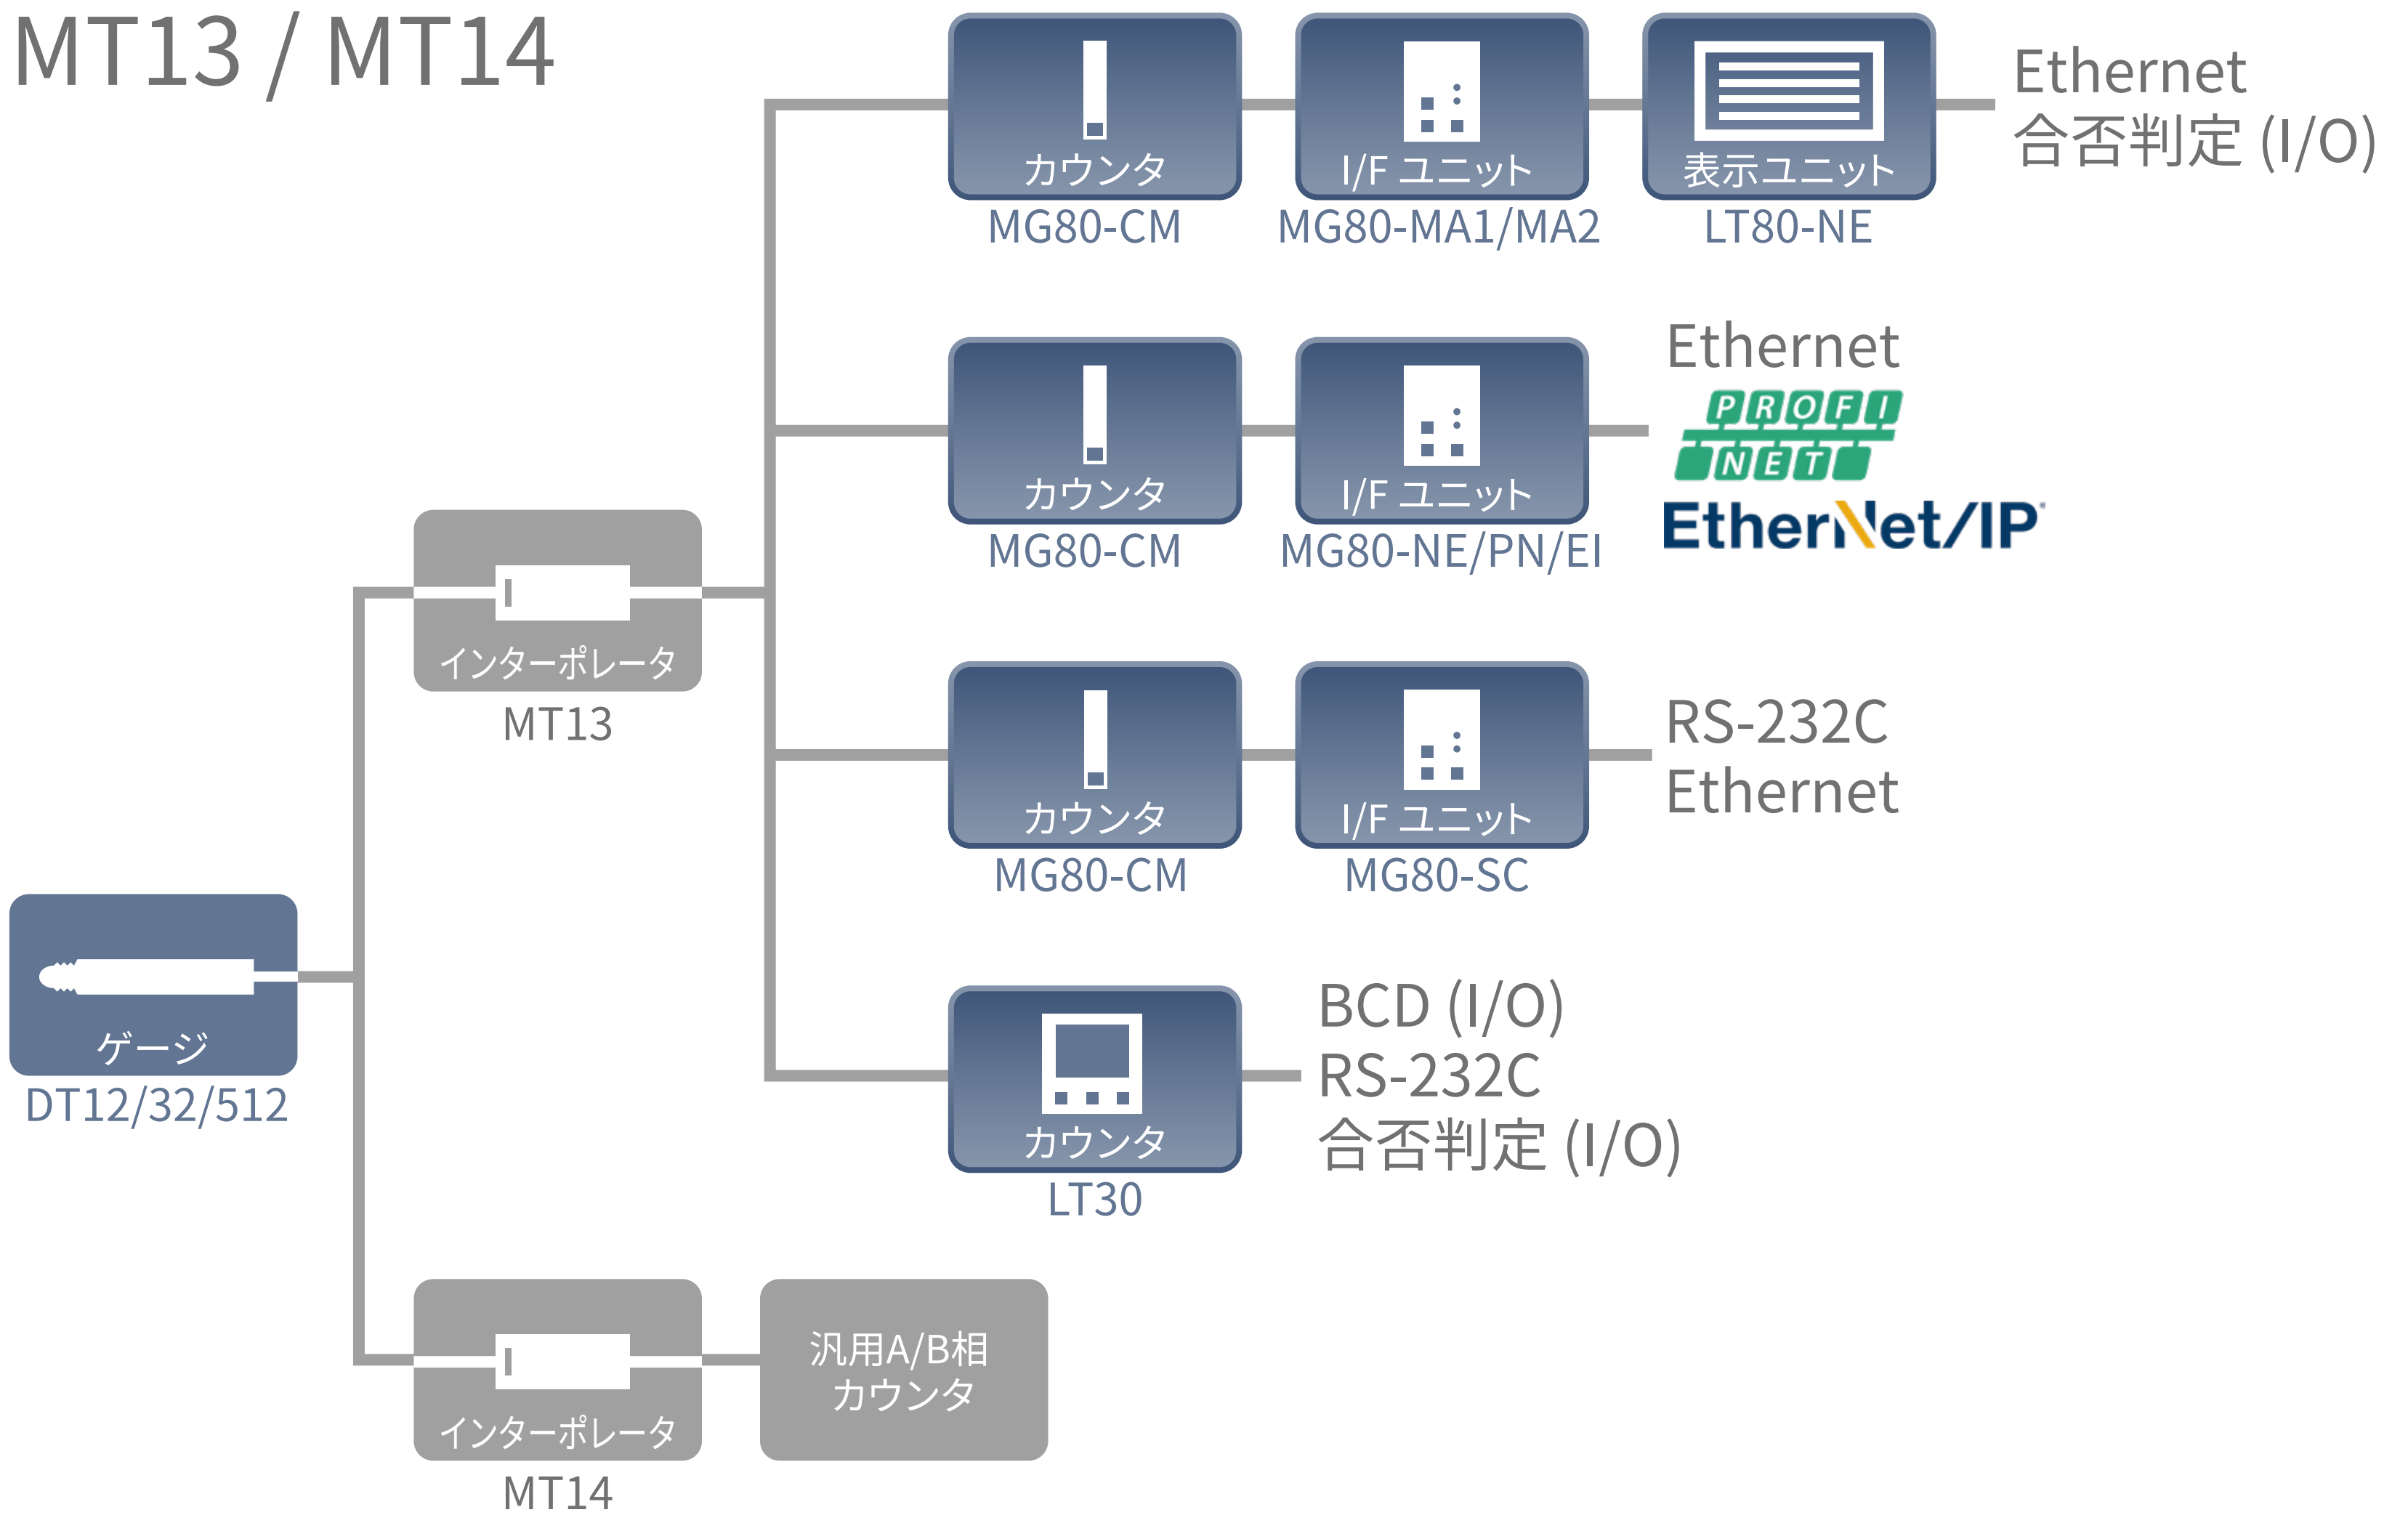 MT13 / MT14
カウンタ
MG80-CM
I/F ユニット
MG80-MA1/MA2
表示ユニット
LT80-NE
Ethernet
合否判定 (I/O)
カウンタ
MG80-CM
I/F ユニット
MG80-NE/PN/EI
Ethernet
PROFI
NET
EtherNet/IP
インターポレータ
MT13
カウンタ
MG80-CM
I/F ユニット
MG80-SC
RS-232C
Ethernet
ゲージ
DT12/32/512
カウンタ
LT30
BCD (I/O)
RS-232C
合否判定 (I/O)
インターポレータ
MT14
汎用A/B相
カウンタ